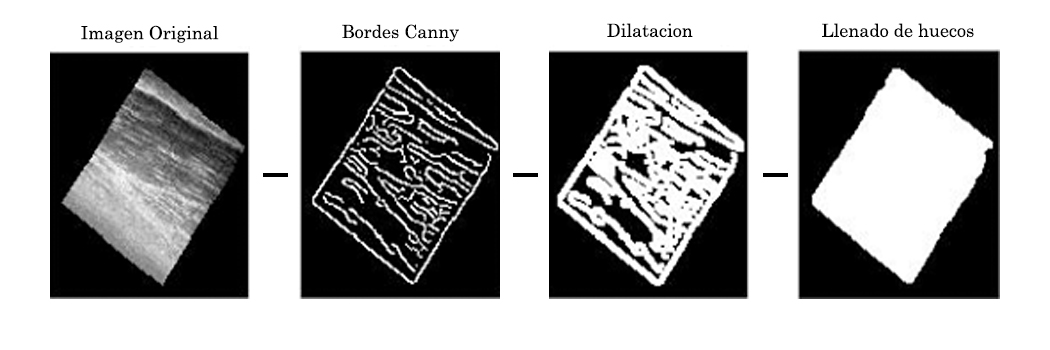 Imagen Original
Bordes Canny
Dilatacion
Llenado de huecos